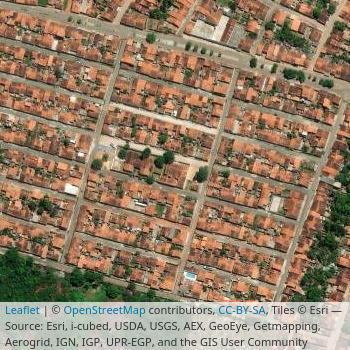 Leaflet | © OpenStreetMap contributors, CC-BY-SA, Tiles © Esri —
Source: Esri, i-cubed, USDA, USGS, AEX, GeoEye, Getmapping,
Aerogrid, IGN, IGP, UPR-EGP, and the GIS User Community